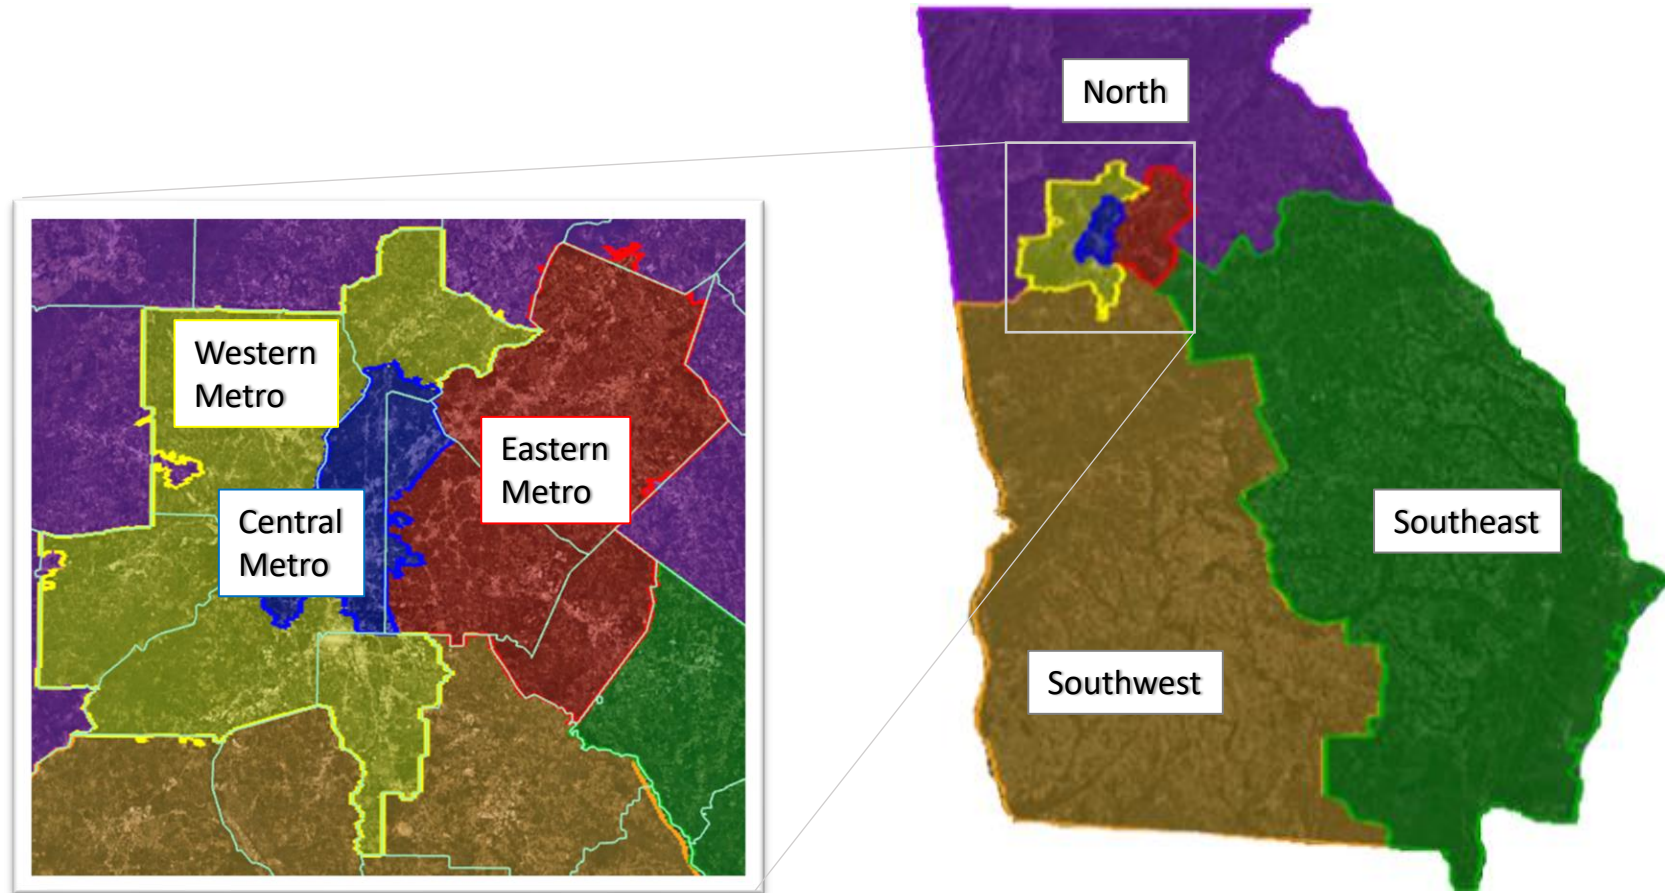 North
Western
Metro
Eastern
Metro
Central
Metro
Southeast
Southwest